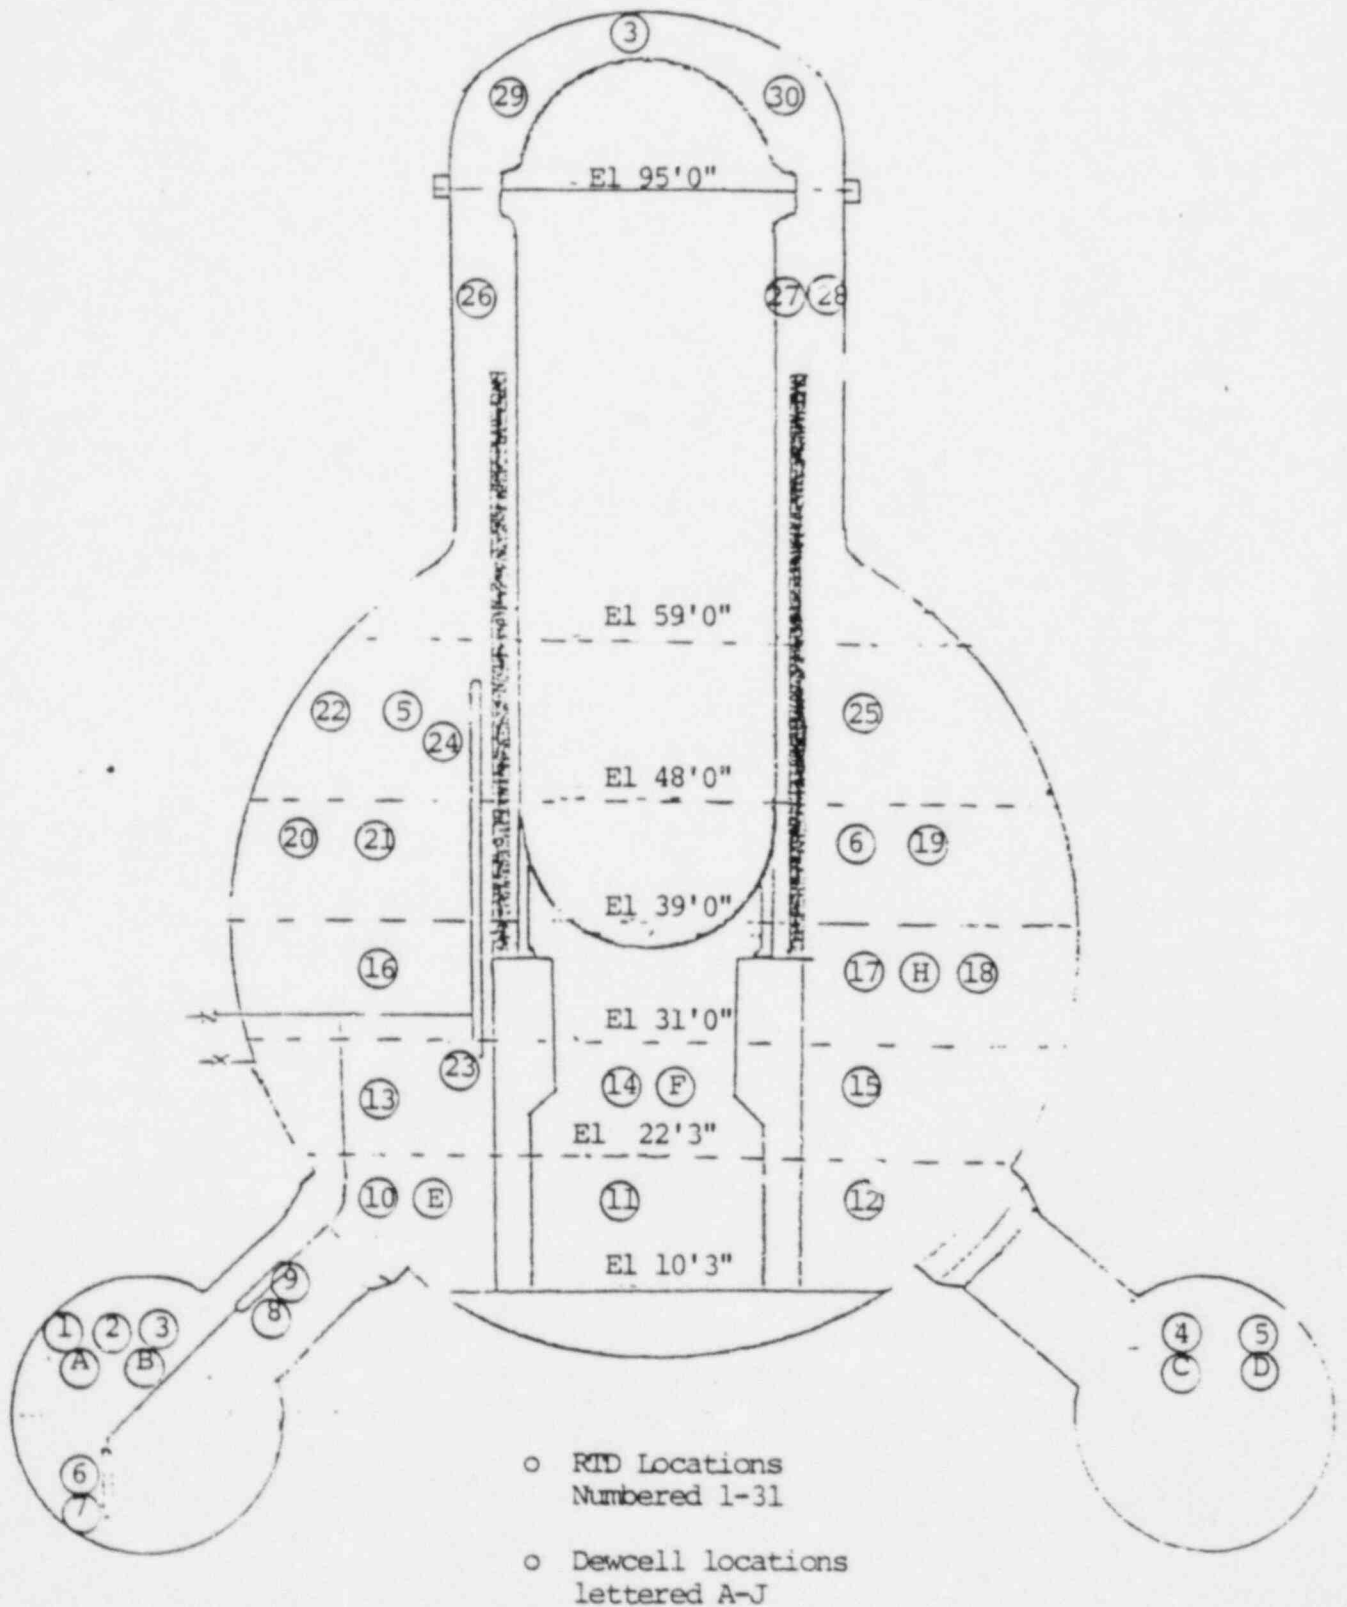 3
29 30
El 95'0"
26 27 28
El 59'0"
22 5 24 25
El 48'0"
20 21 6 19
El 39'0"
16 17 H 18
El 31'0"
23
13 14 F 15
El 22'3"
10 E 11 12
El 10'3"
9
8
1 2 3 4 5
A B C D
6
7
o RTD Locations
Numbered 1-31
o Dewcell locations
lettered A-J